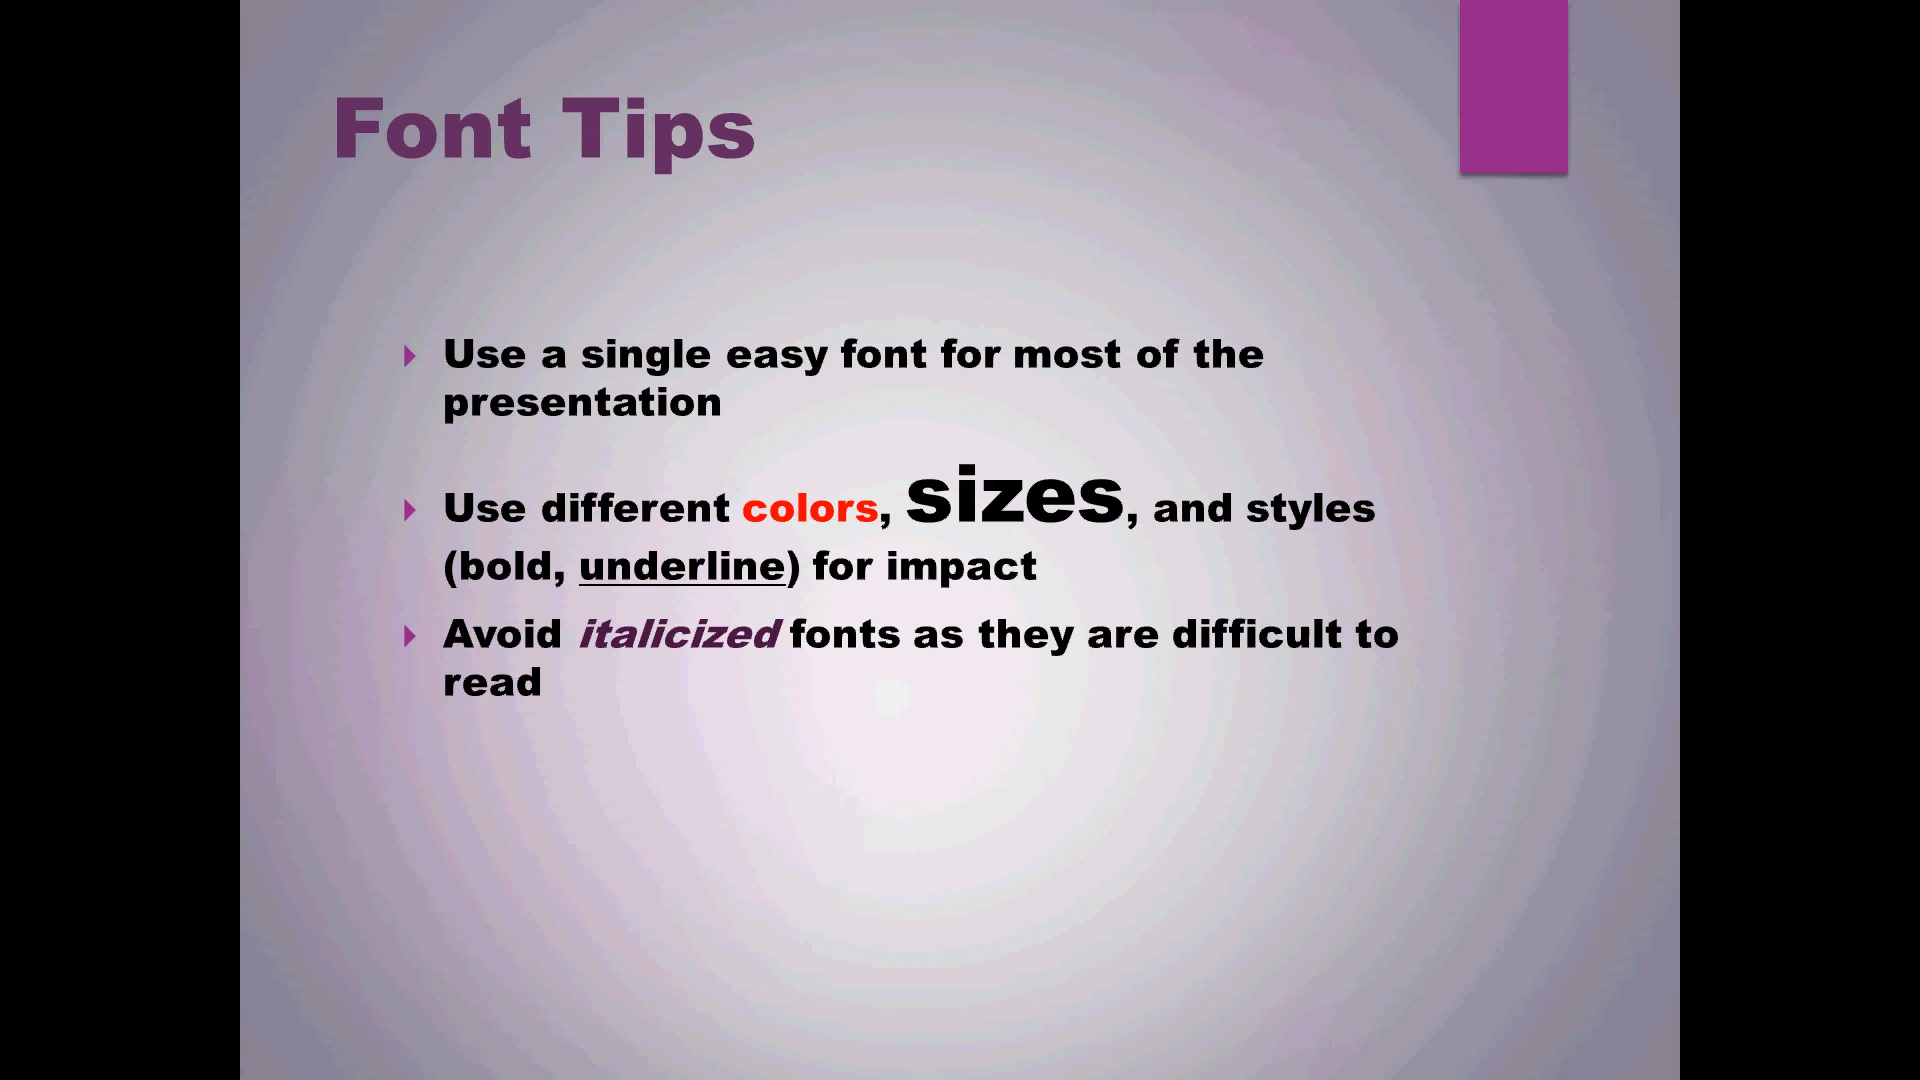 Font Tips
Use a single easy font for most of the
presentation
Use different colors, sizes, and styles
(bold, underline) for impact
Avoid italicized fonts as they are difficult to
read